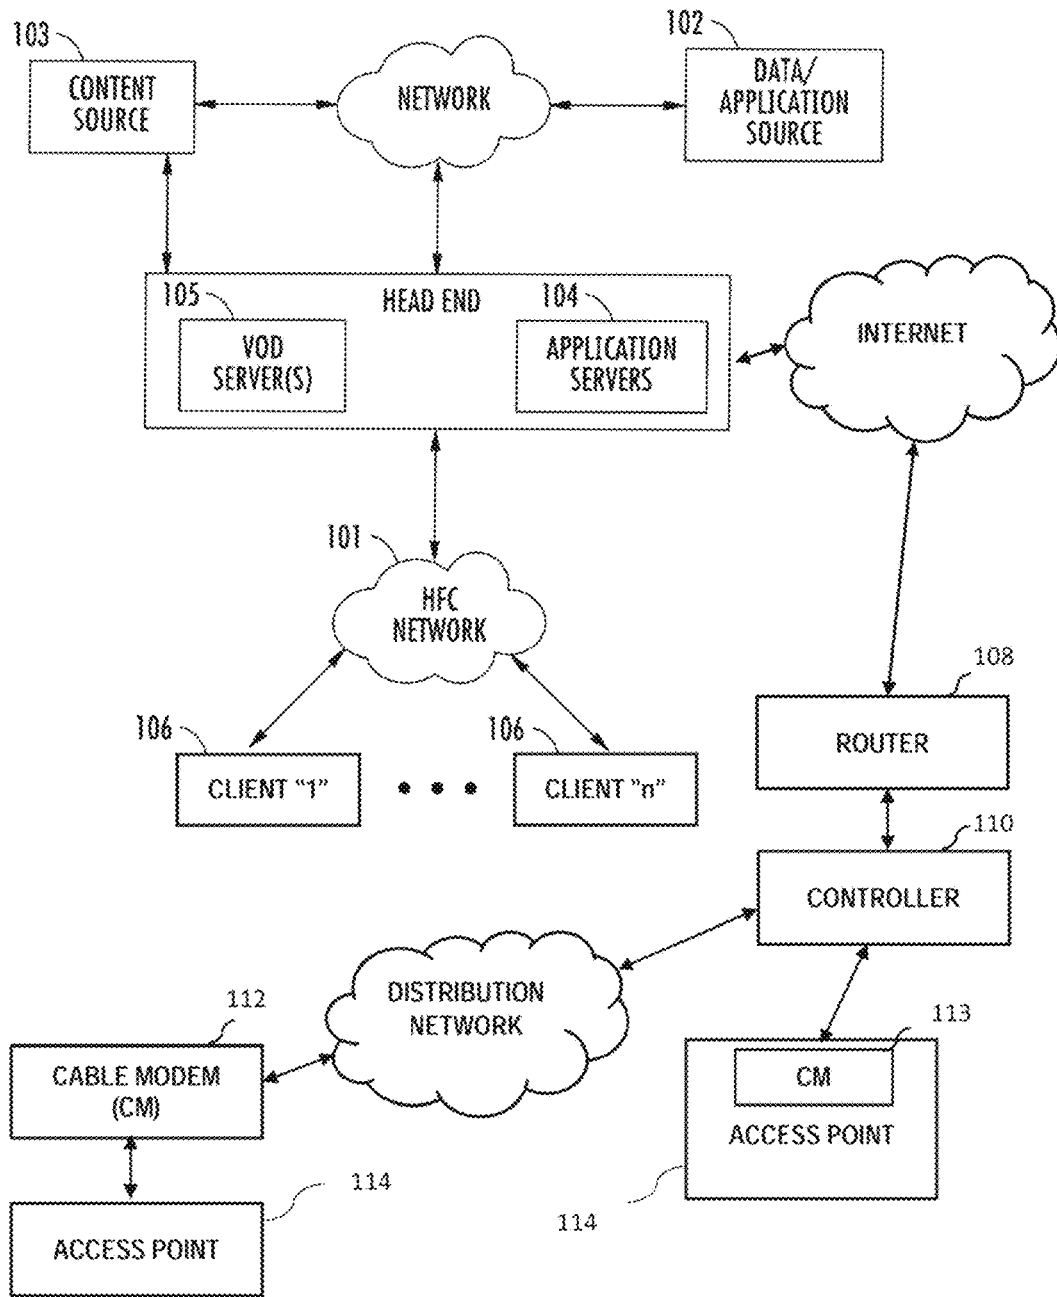 103
102
CONTENT
SOURCE
NETWORK
DATA/
APPLICATION
SOURCE
105
HEAD END
104
VOD
SERVER(S)
APPLICATION
SERVERS
INTERNET
101
HFC
NETWORK
108
106
106
ROUTER
CLIENT "1"
• • •
CLIENT "n"
110
CONTROLLER
DISTRIBUTION
NETWORK
112
113
CABLE MODEM
(CM)
CM
ACCESS POINT
114
114
ACCESS POINT